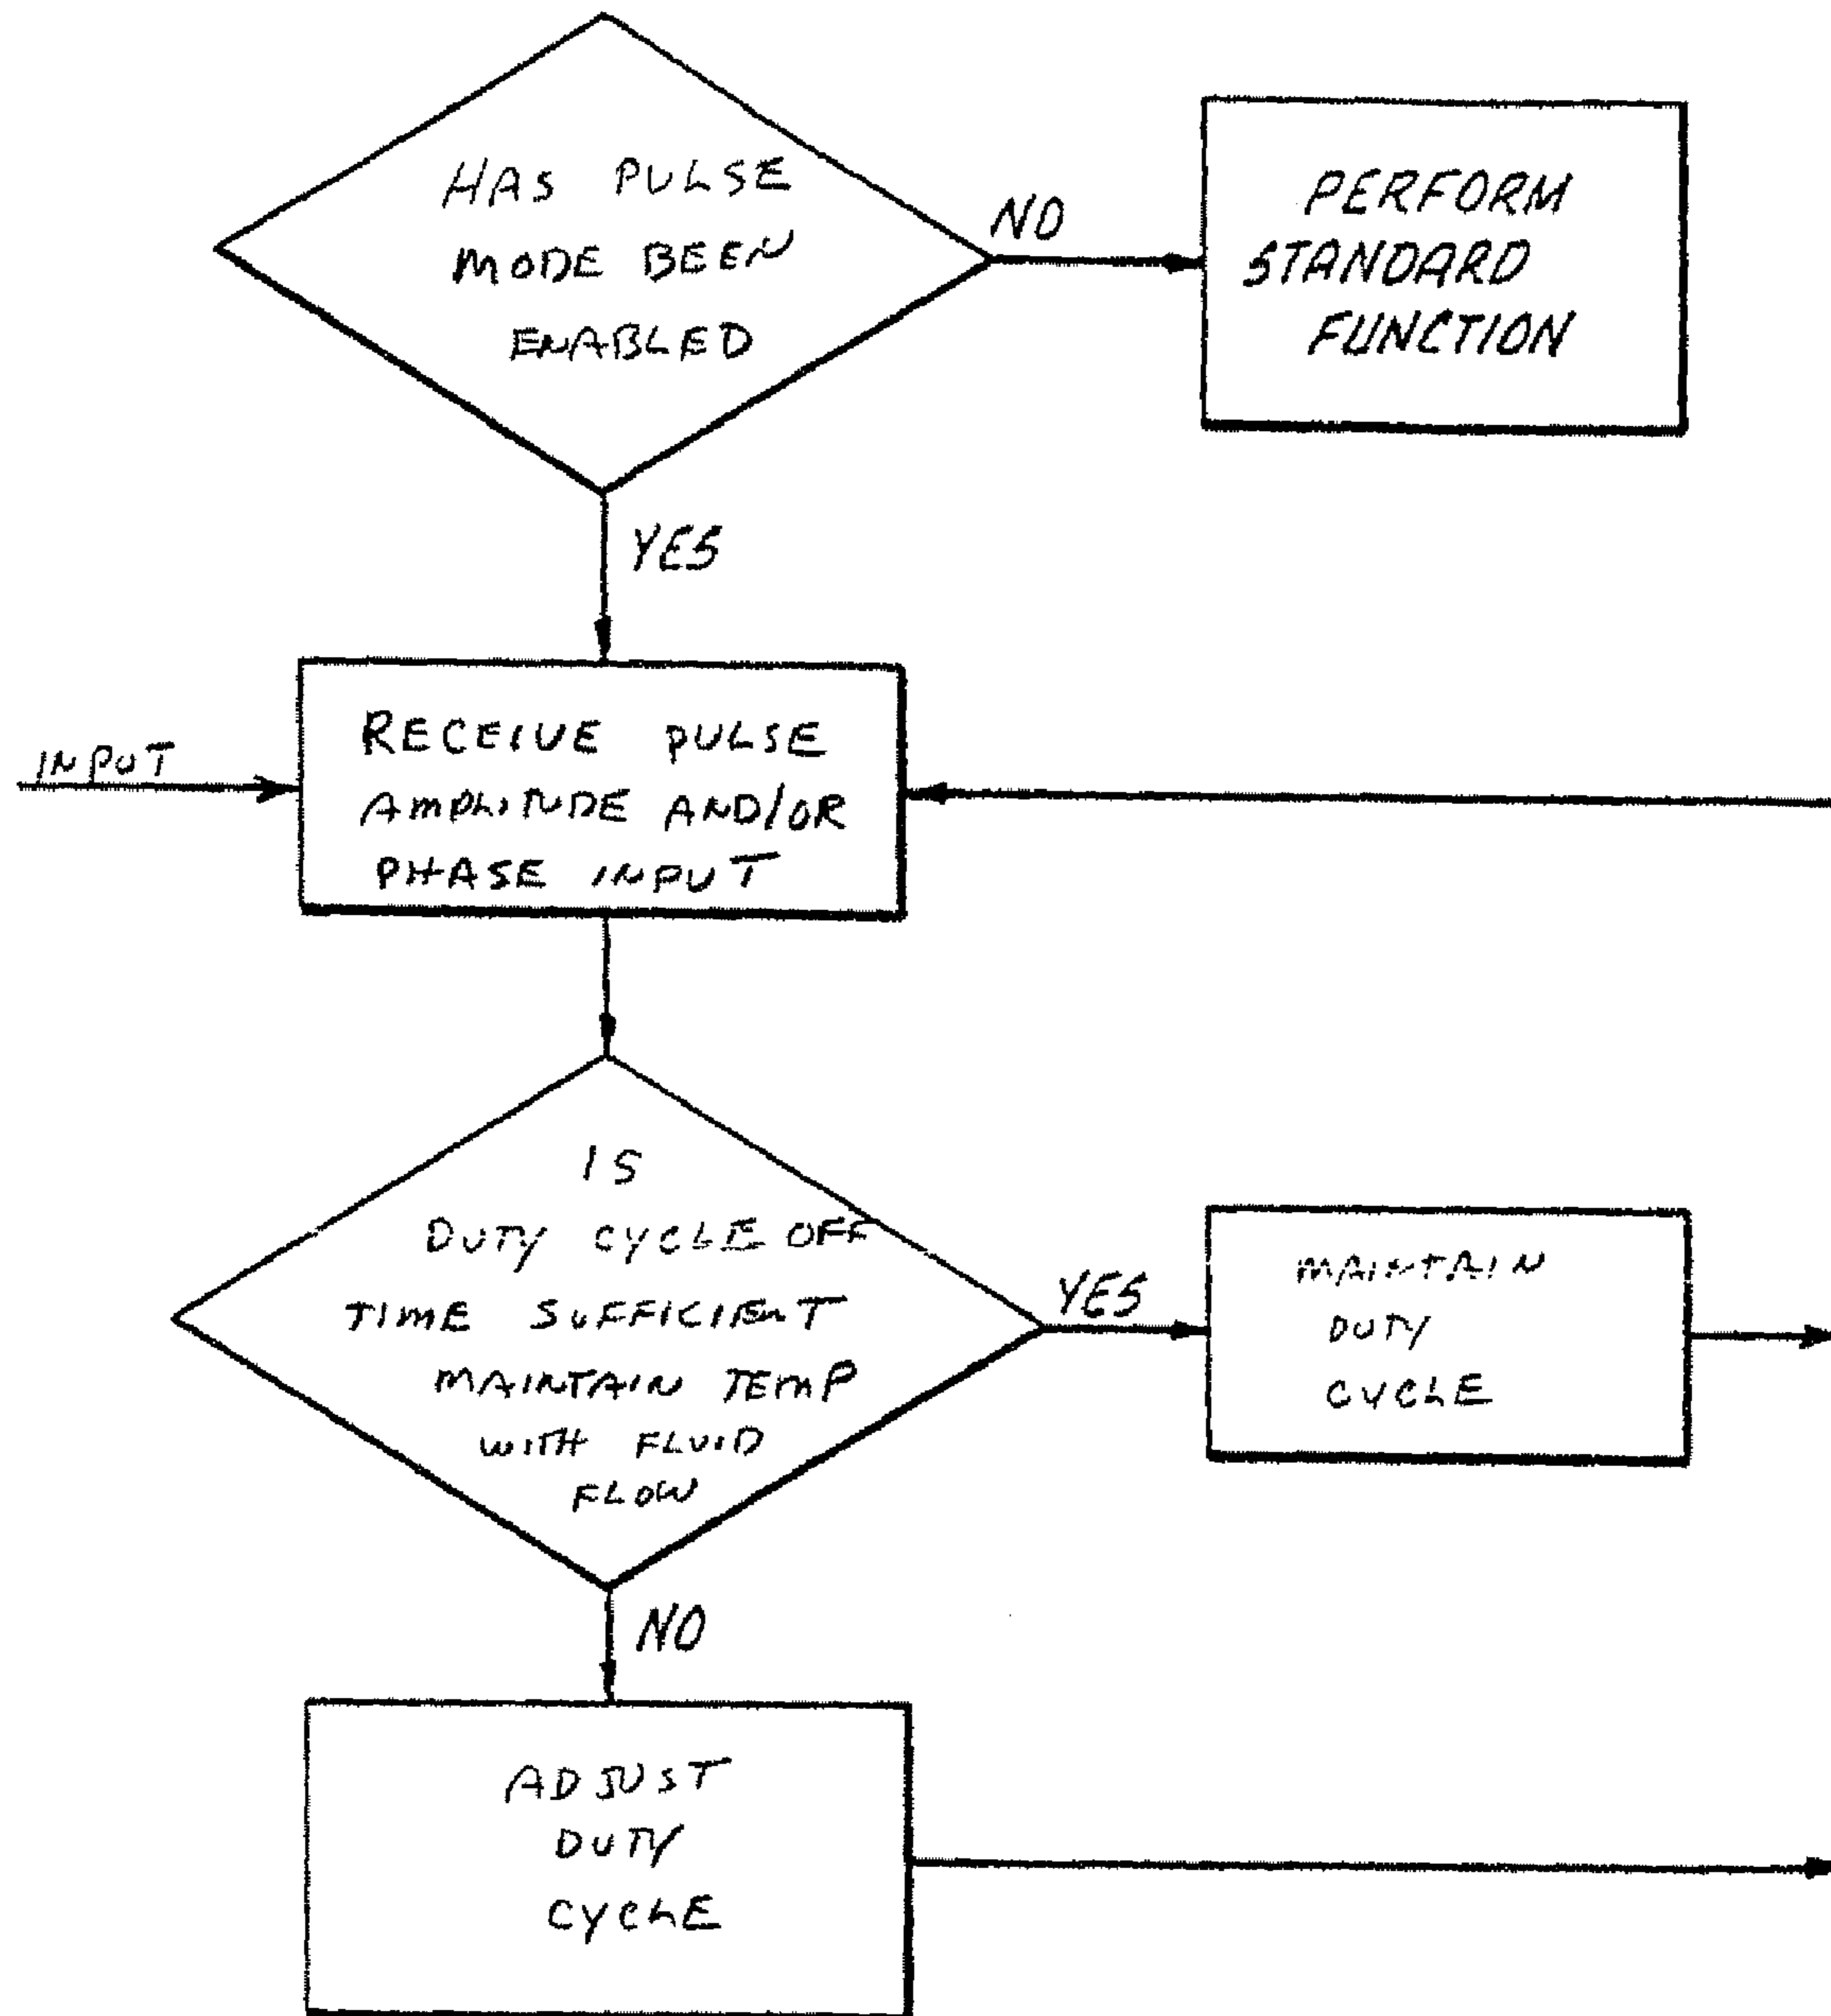 HAS PULSE
MODE BEEN
ENABLED
NO
PERFORM
STANDARD
FUNCTION
YES
INPUT
RECEIVE PULSE
AMPLITUDE AND/OR
PHASE INPUT
IS
DUTY CYCLE OFF
TIME SUFFICIENT
MAINTAIN TEMP
WITH FLUID
FLOW
YES
MAINTAIN
DUTY
CYCLE
NO
ADJUST
DUTY
CYCLE